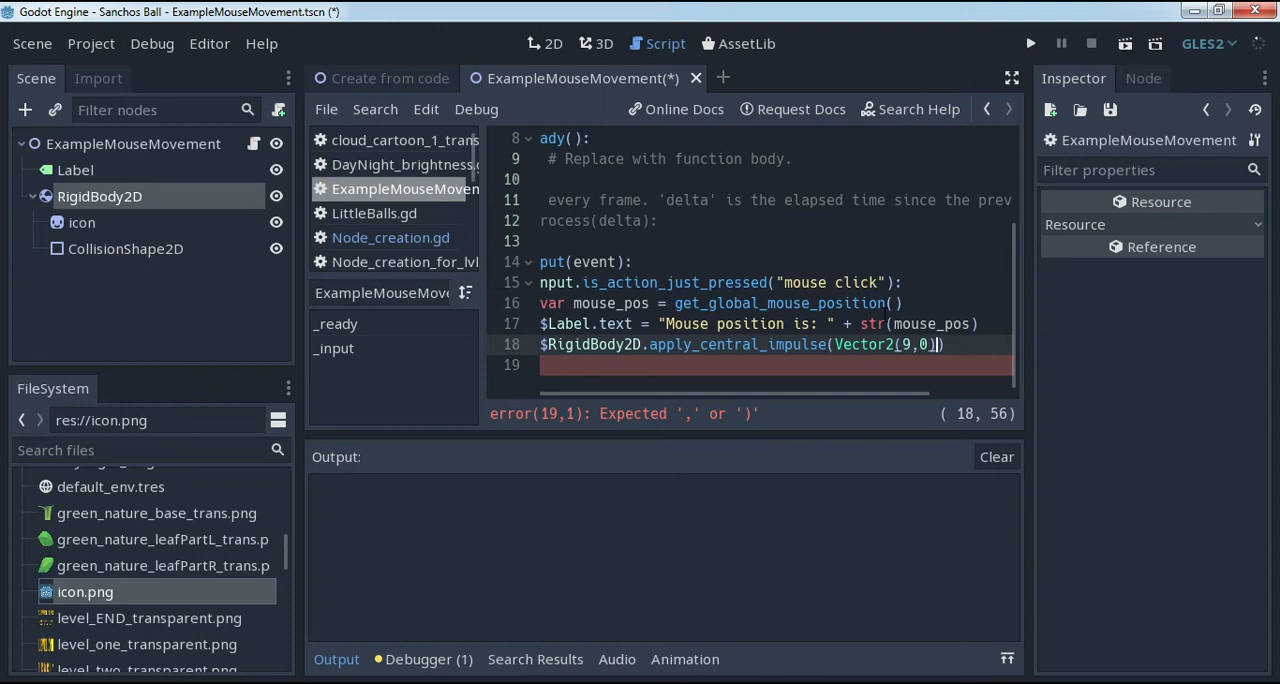 Godot Engine - Sanchos Ball - ExampleMouseMovement.tscn (*)
Scene Project Debug Editor Help 2D 3D Script AssetLib GLES2
Scene Import
Filter nodes
ExampleMouseMovement
Label
RigidBody2D
icon
CollisionShape2D
FileSystem
res://icon.png
Search files
default_env.tres
green_nature_base_trans.png
green_nature_leafPartL_trans.p
green_nature_leafPartR_trans.p
icon.png
level_END_transparent.png
level_one_transparent.png
level_two_transparent.png
Create from code ExampleMouseMovement(*)
File Search Edit Debug Online Docs Request Docs Search Help
cloud_cartoon_1_trans
DayNight_brightness.
ExampleMouseMoven
LittleBalls.gd
Node_creation.gd
Node_creation_for_lvl
ExampleMouseMove
_ready
_input
8 ady():
9 # Replace with function body.
10
11 every frame. 'delta' is the elapsed time since the prev
12 rocess(delta):
13
14 put(event):
15 nput.is_action_just_pressed("mouse click"):
16 var mouse_pos = get_global_mouse_position()
17 $Label.text = "Mouse position is: " + str(mouse_pos)
18 $RigidBody2D.apply_central_impulse(Vector2(9,0))
19
error(19,1): Expected ',' or ')' ( 18, 56)
Output: Clear
Output Debugger (1) Search Results Audio Animation
Inspector Node
ExampleMouseMovement
Filter properties
Resource
Resource
Reference